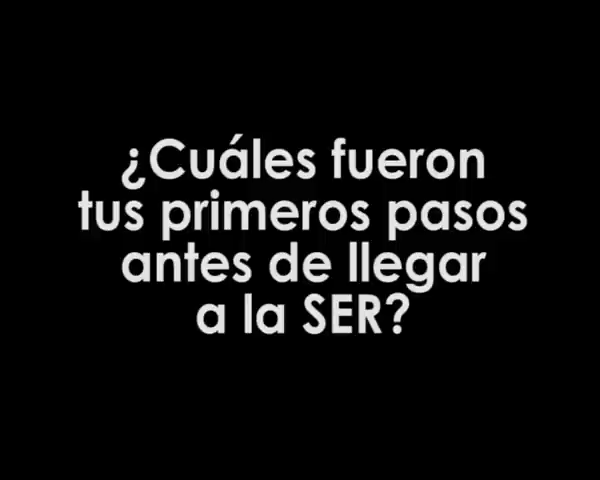 ¿Cuáles fueron
tus primeros pasos
antes de llegar
a la SER?